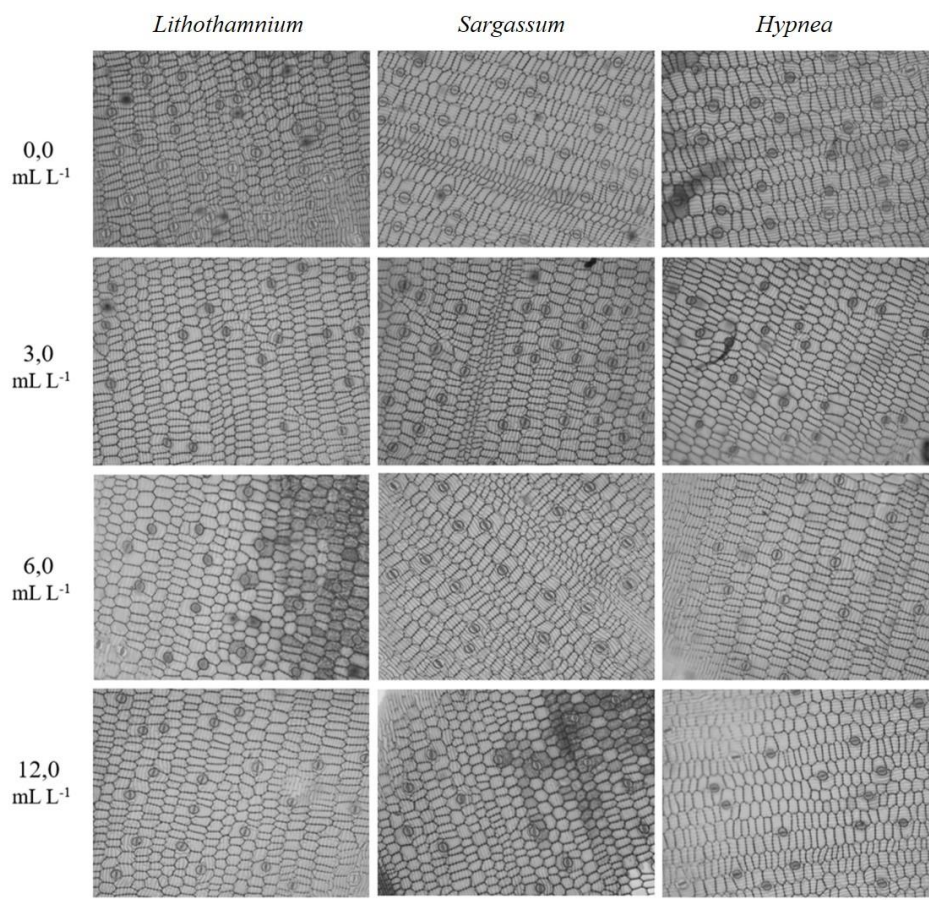 Lithothamnium Sargassum Hypnea
0,0
mL L⁻¹
3,0
mL L⁻¹
6,0
mL L⁻¹
12,0
mL L⁻¹